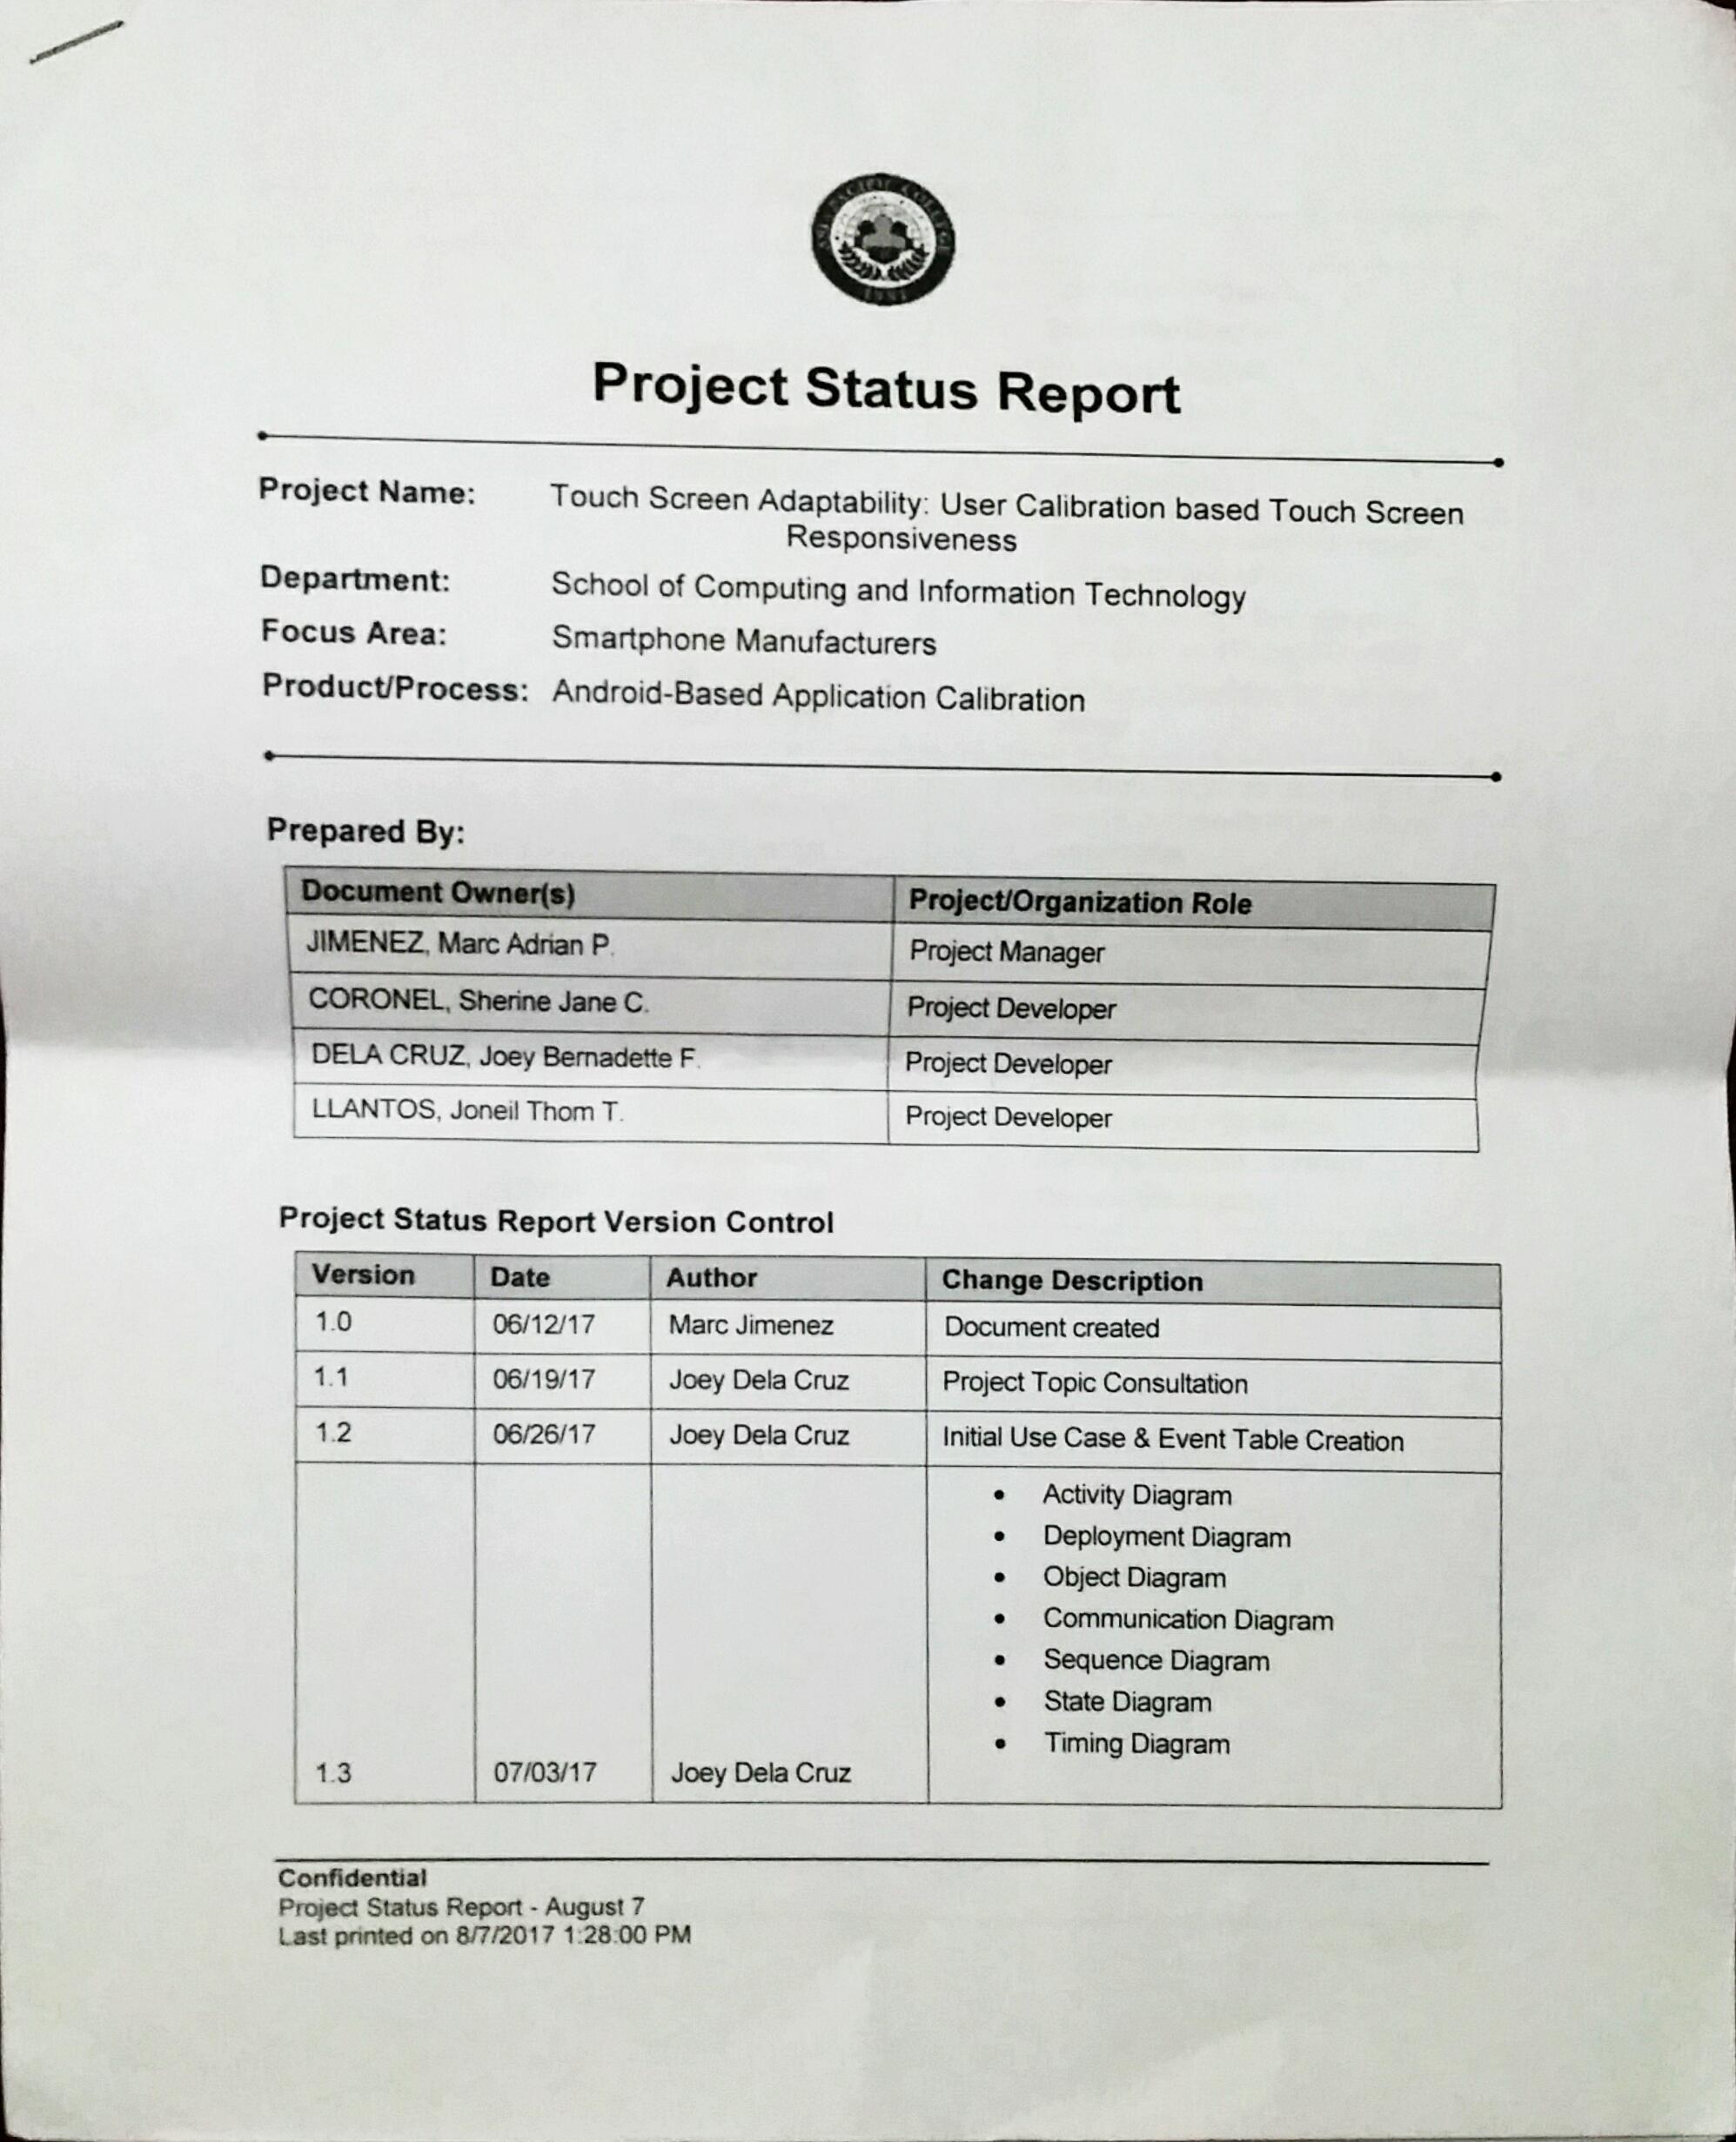 ASIA PACIFIC COLLEGE
1991
Project Status Report
Project Name: Touch Screen Adaptability: User Calibration based Touch Screen
Responsiveness
Department: School of Computing and Information Technology
Focus Area: Smartphone Manufacturers
Product/Process: Android-Based Application Calibration
Prepared By:
Document Owner(s) Project/Organization Role
JIMENEZ, Marc Adrian P. Project Manager
CORONEL, Sherine Jane C. Project Developer
DELA CRUZ, Joey Bernadette F. Project Developer
LLANTOS, Joneil Thom T. Project Developer
Project Status Report Version Control
Version Date Author Change Description
1.0 06/12/17 Marc Jimenez Document created
1.1 06/19/17 Joey Dela Cruz Project Topic Consultation
1.2 06/26/17 Joey Dela Cruz Initial Use Case & Event Table Creation
• Activity Diagram
• Deployment Diagram
• Object Diagram
• Communication Diagram
• Sequence Diagram
• State Diagram
• Timing Diagram
1.3 07/03/17 Joey Dela Cruz
Confidential
Project Status Report - August 7
Last printed on 8/7/2017 1:28:00 PM